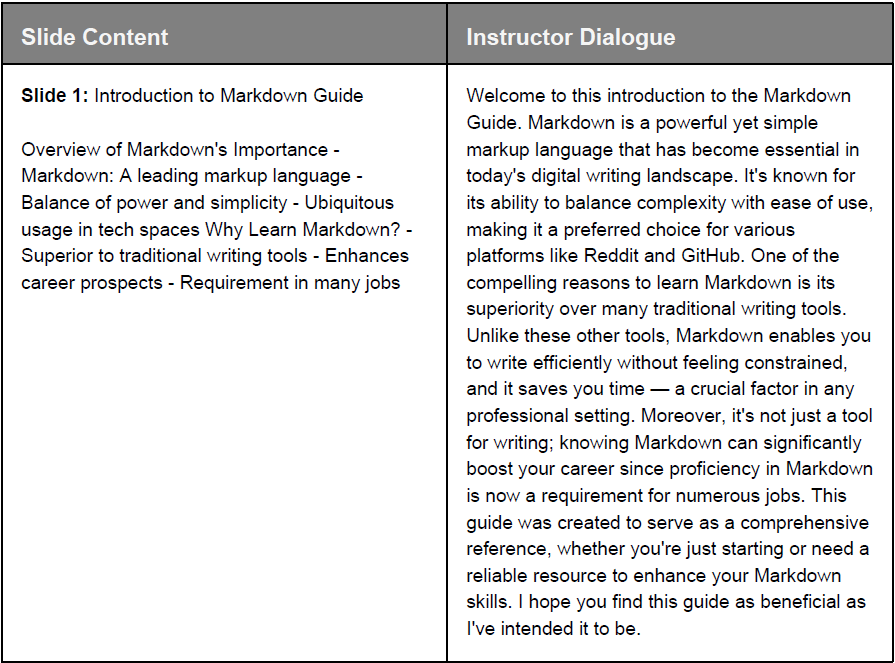 Slide Content
Instructor Dialogue
Slide 1: Introduction to Markdown Guide
Overview of Markdown's Importance -
Markdown: A leading markup language -
Balance of power and simplicity - Ubiquitous
usage in tech spaces Why Learn Markdown? -
Superior to traditional writing tools - Enhances
career prospects - Requirement in many jobs
Welcome to this introduction to the Markdown
Guide. Markdown is a powerful yet simple
markup language that has become essential in
today's digital writing landscape. It's known for
its ability to balance complexity with ease of use,
making it a preferred choice for various
platforms like Reddit and GitHub. One of the
compelling reasons to learn Markdown is its
superiority over many traditional writing tools.
Unlike these other tools, Markdown enables you
to write efficiently without feeling constrained,
and it saves you time — a crucial factor in any
professional setting. Moreover, it's not just a tool
for writing; knowing Markdown can significantly
boost your career since proficiency in Markdown
is now a requirement for numerous jobs. This
guide was created to serve as a comprehensive
reference, whether you're just starting or need a
reliable resource to enhance your Markdown
skills. I hope you find this guide as beneficial as
I've intended it to be.